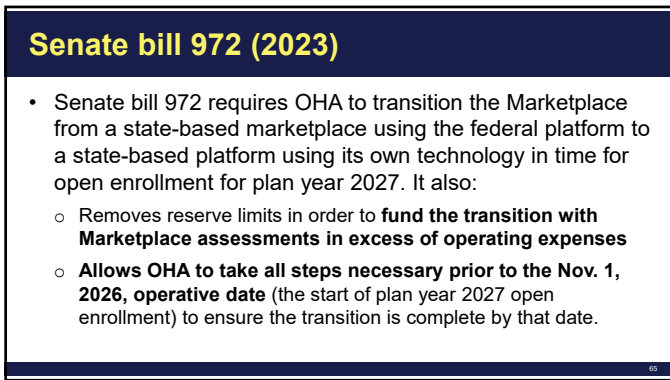 Senate bill 972 (2023)
• Senate bill 972 requires OHA to transition the Marketplace
from a state-based marketplace using the federal platform to
a state-based platform using its own technology in time for
open enrollment for plan year 2027. It also:
o Removes reserve limits in order to fund the transition with
Marketplace assessments in excess of operating expenses
o Allows OHA to take all steps necessary prior to the Nov. 1,
2026, operative date (the start of plan year 2027 open
enrollment) to ensure the transition is complete by that date.
65